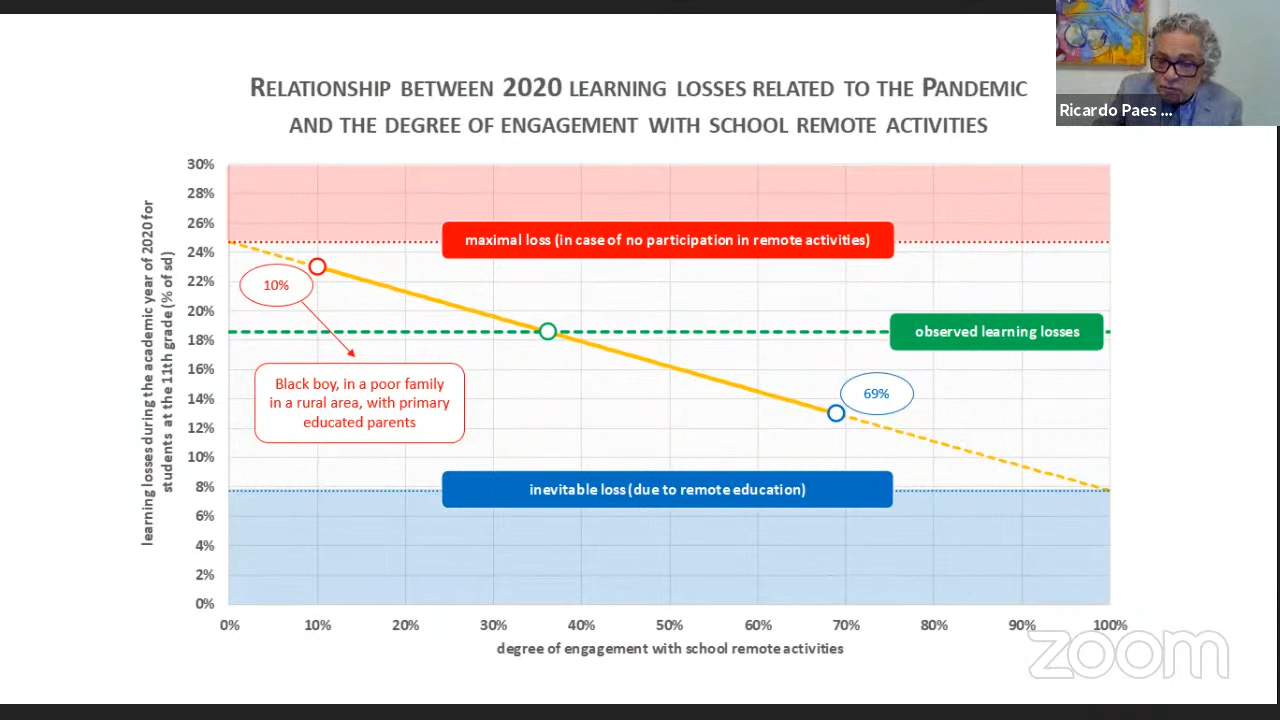 RELATIONSHIP BETWEEN 2020 LEARNING LOSSES RELATED TO THE PANDEMIC
AND THE DEGREE OF ENGAGEMENT WITH SCHOOL REMOTE ACTIVITIES
Ricardo Paes ...
learning losses during the academic year of 2020 for
students at the 11th grade (% of sd)
30%
28%
26%
24%
22%
20%
18%
16%
14%
12%
10%
8%
6%
4%
2%
0%
maximal loss (in case of no participation in remote activities)
10%
observed learning losses
Black boy, in a poor family
in a rural area, with primary
educated parents
69%
inevitable loss (due to remote education)
0% 10% 20% 30% 40% 50% 60% 70% 80% 90% 100%
degree of engagement with school remote activities
zoom